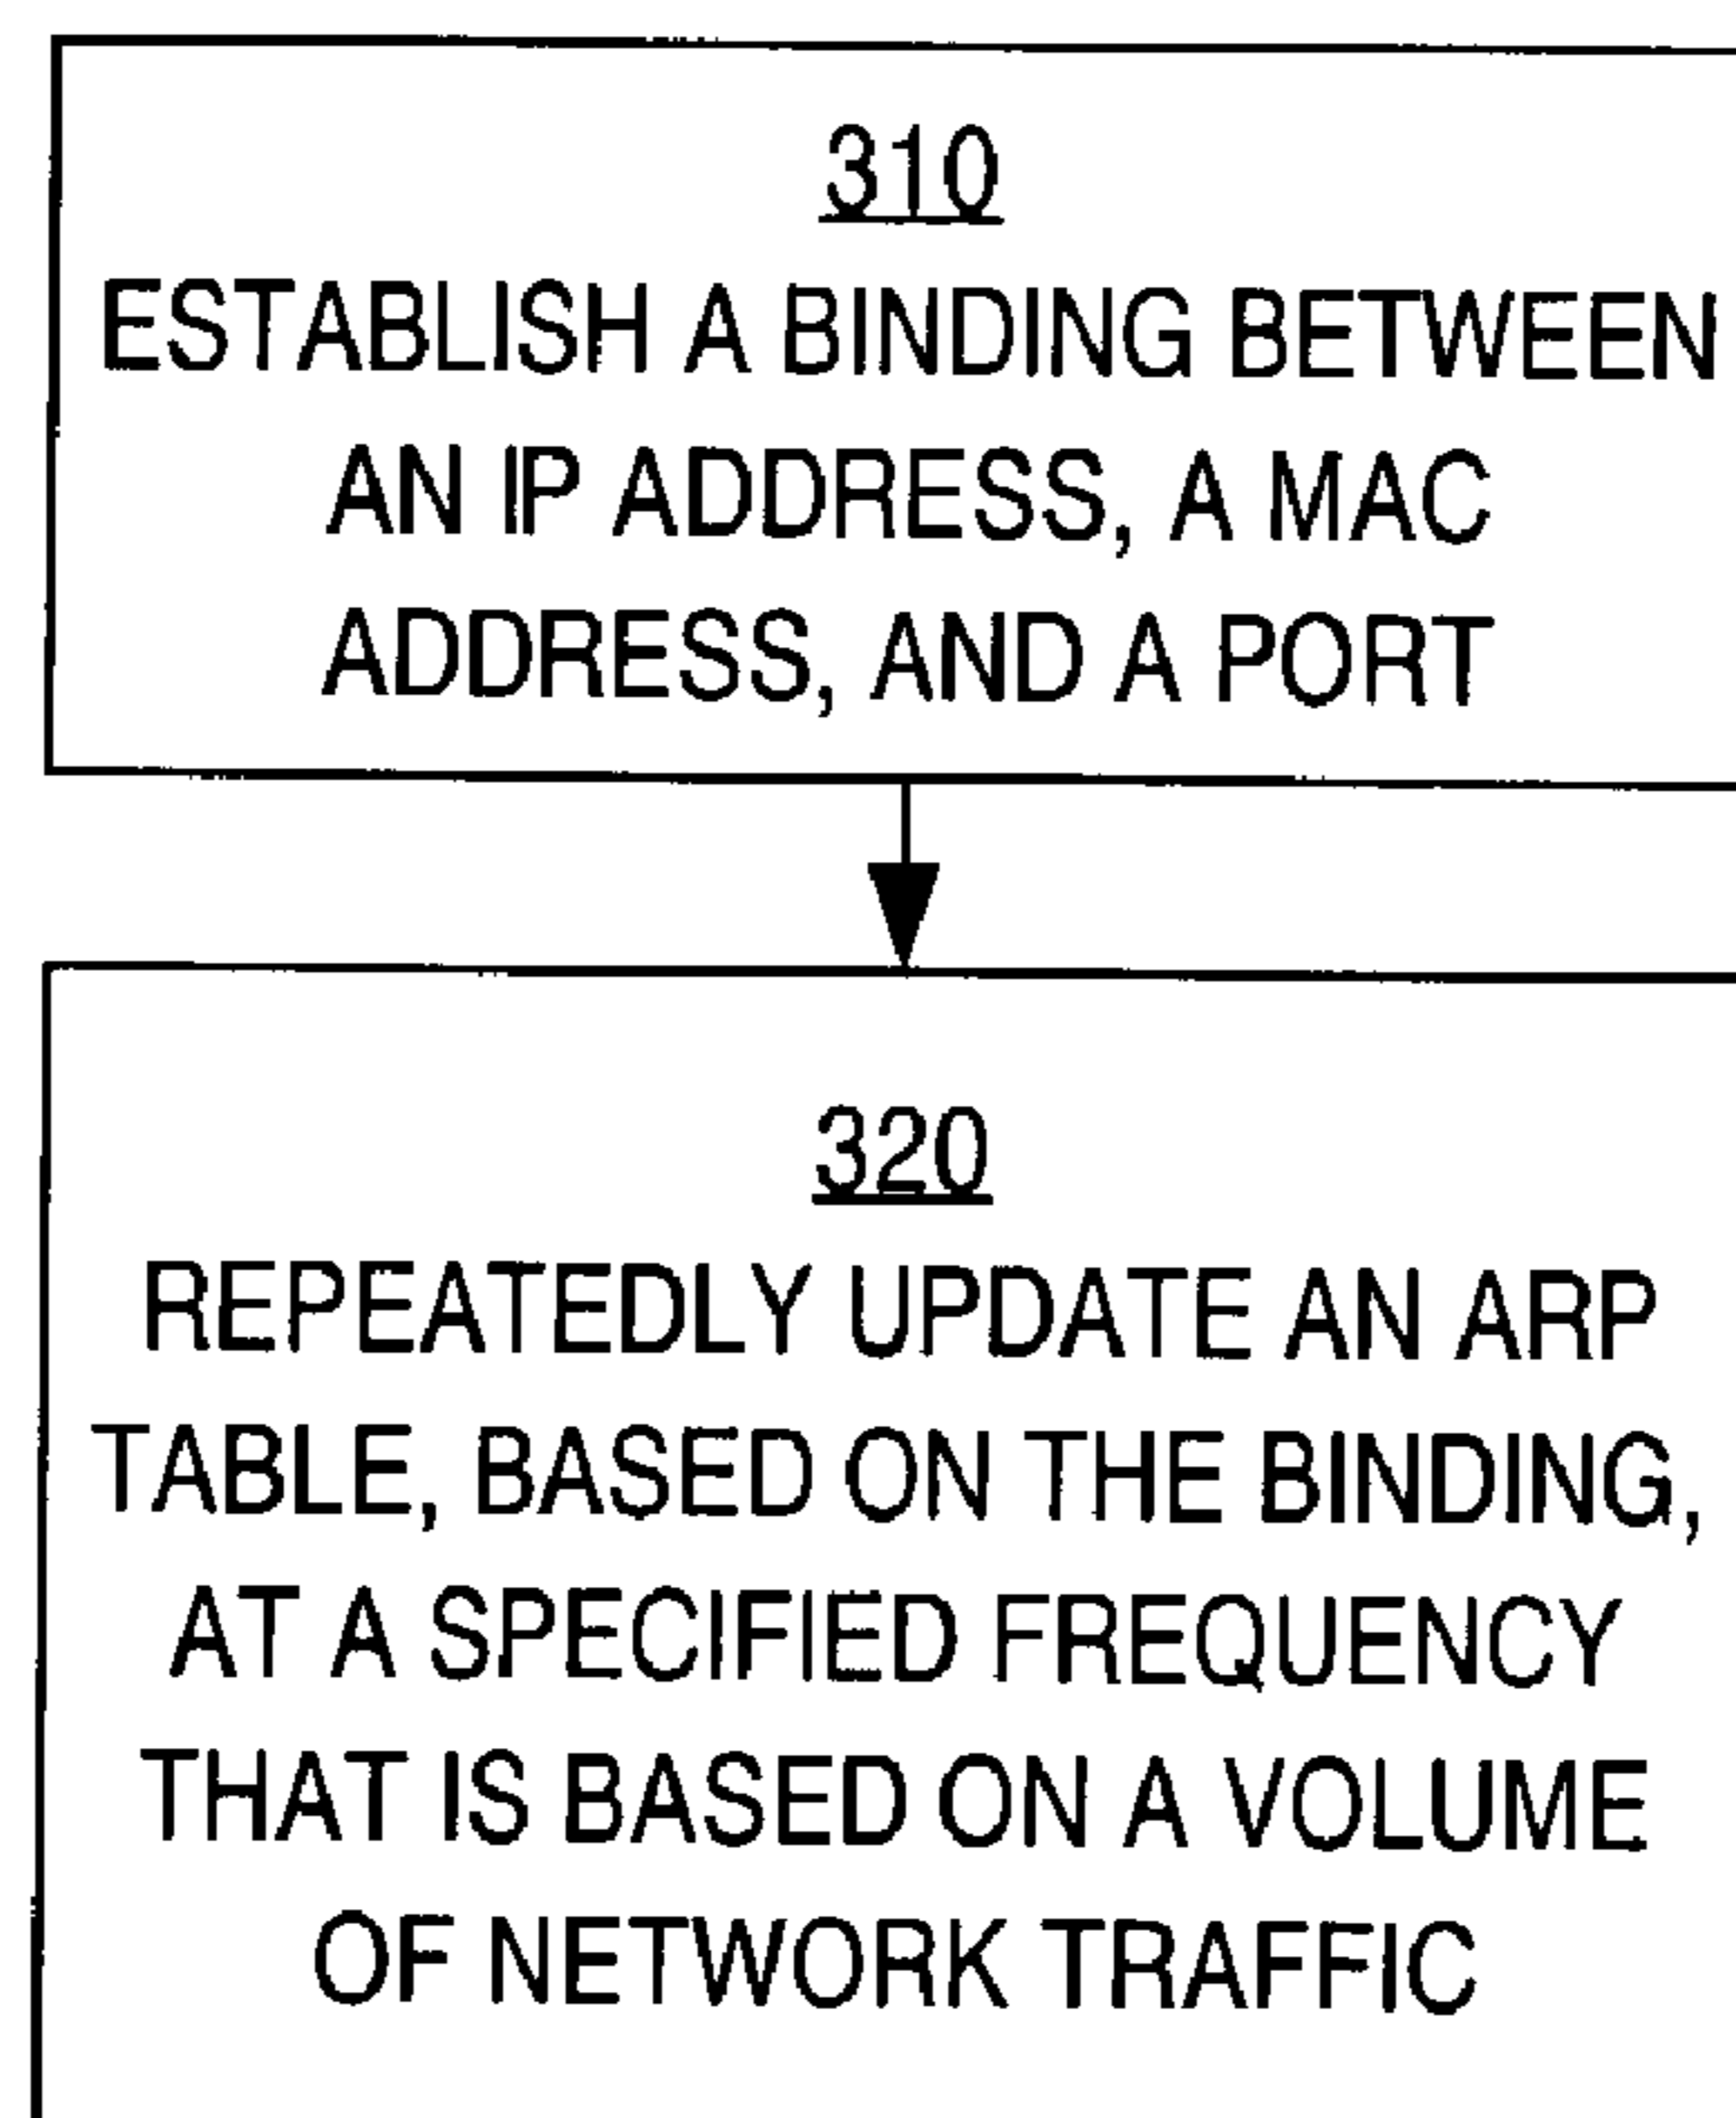 310
ESTABLISH A BINDING BETWEEN
AN IP ADDRESS, A MAC
ADDRESS, AND A PORT
320
REPEATEDLY UPDATE AN ARP
TABLE, BASED ON THE BINDING,
AT A SPECIFIED FREQUENCY
THAT IS BASED ON A VOLUME
OF NETWORK TRAFFIC